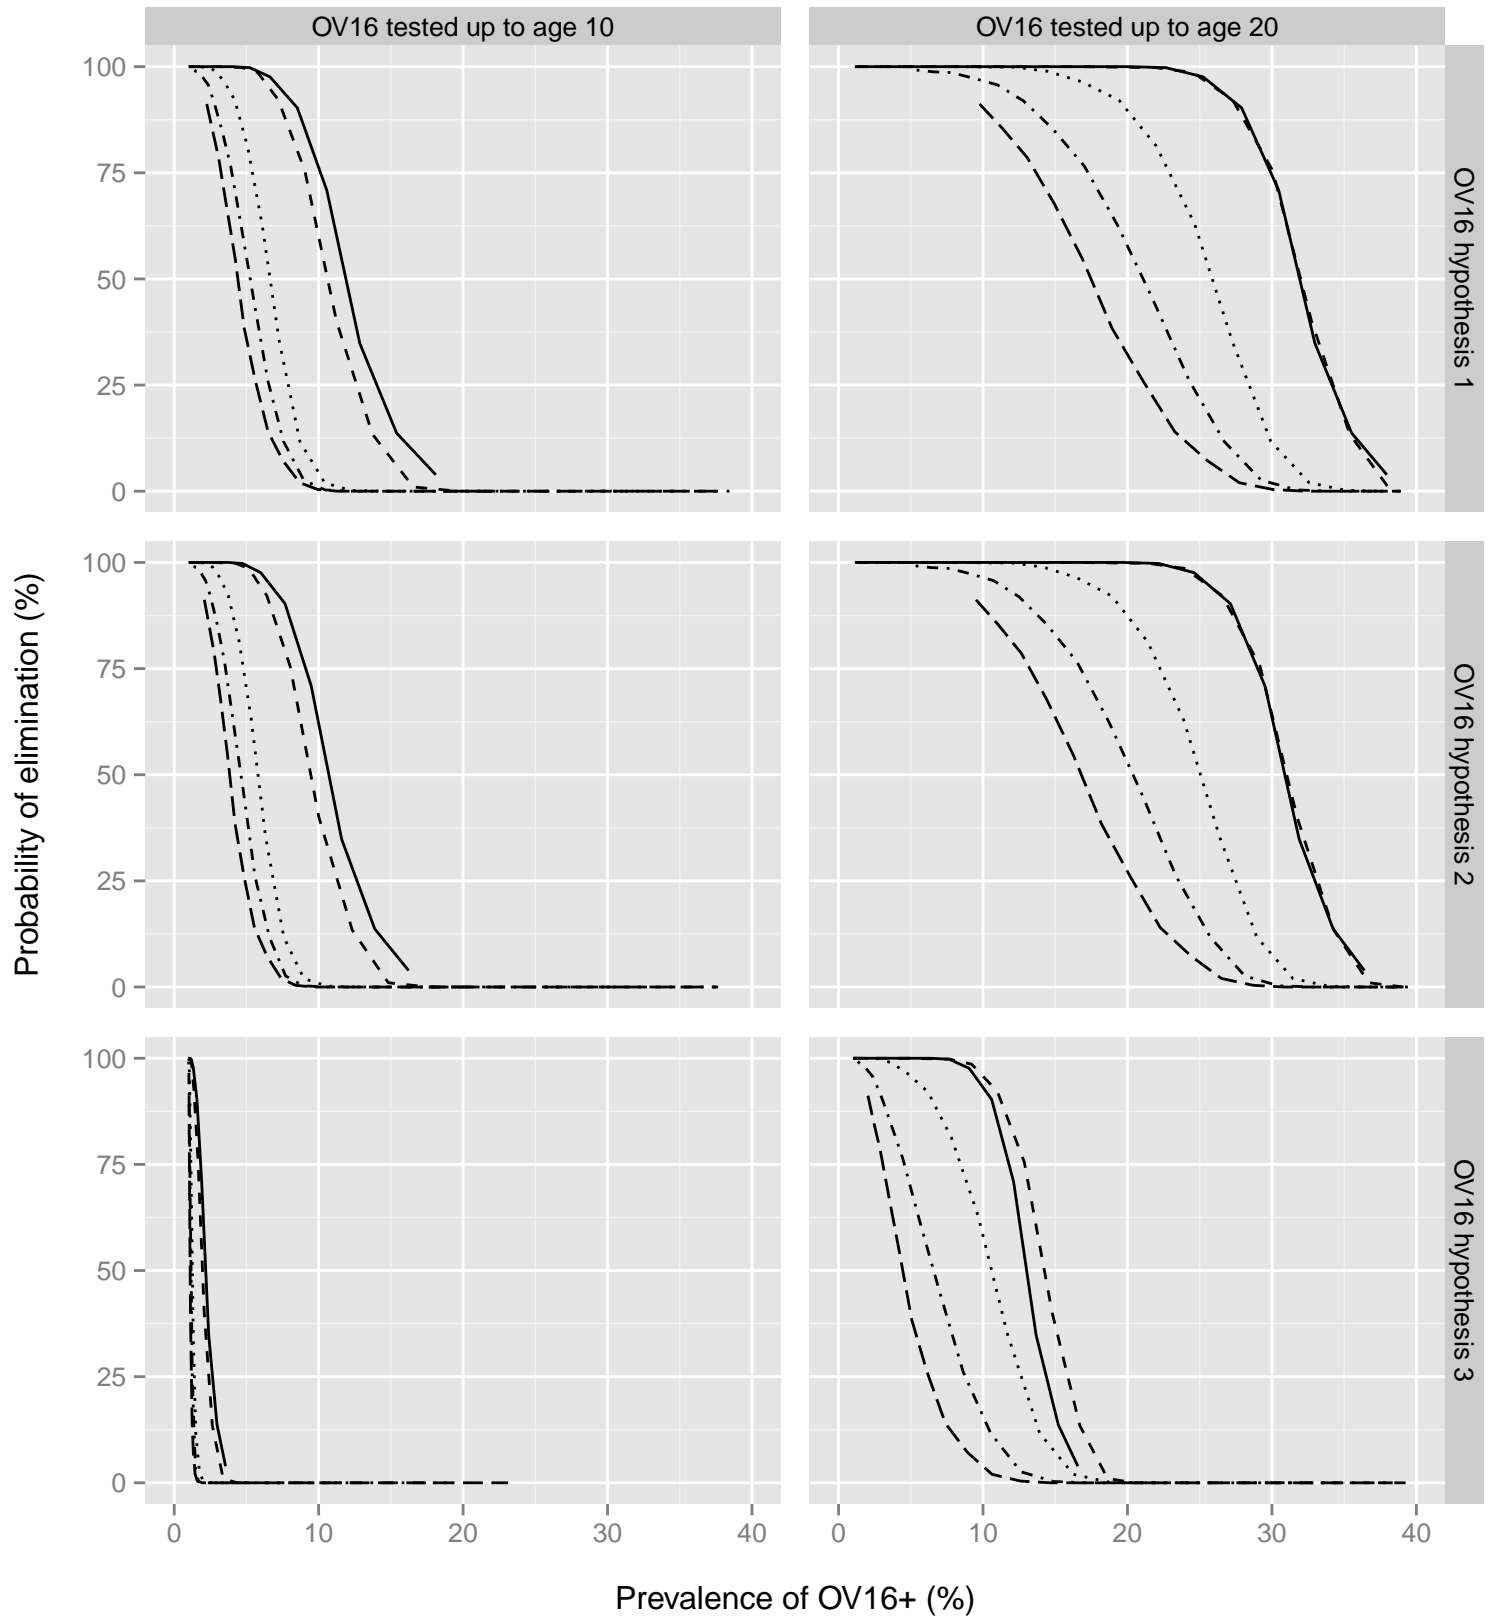 OV16 tested up to age 10
OV16 tested up to age 20
100
75
50
25
0
OV16 hypothesis 1
100
75
50
25
0
OV16 hypothesis 2
100
75
50
25
0
OV16 hypothesis 3
Probability of elimination (%)
0 10 20 30 40
0 10 20 30 40
Prevalence of OV16+ (%)